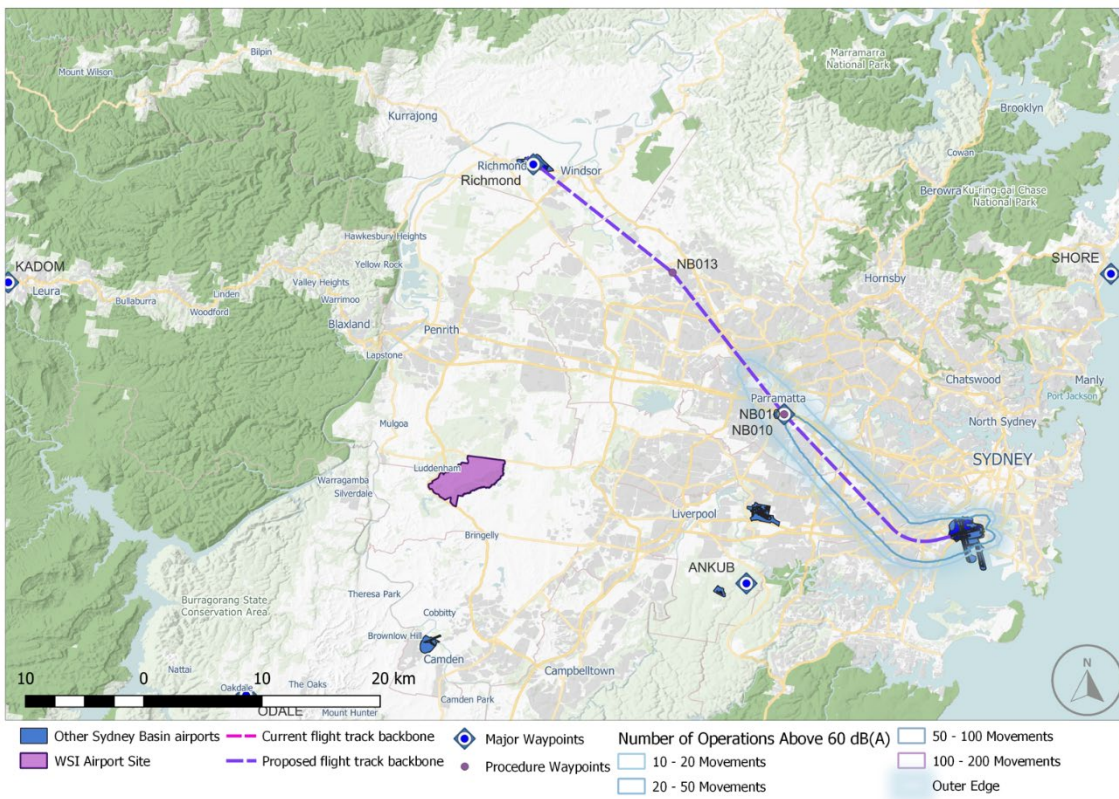 Marramarra
National Park
Bilpin
Mount Wilson
Brooklyn
Kurrajong
Cowan
Richmond
Windsor
Richmond
Berowra
Ku-ring-gai Chase
National Park
Hawkesbury Heights
NB013
SHORE
KADOM
Yellow Rock
Leura
Linden
Valley Heights
Hornsby
Bullaburra
Warrimoo
Woodford
Blaxland
Penrith
Lapstone
Chatswood
Manly
Parramatta
Port Jackson
NB010
NB010
North Sydney
Mulgoa
SYDNEY
Luddenham
Warragamba
Silverdale
Liverpool
Bringelly
ANKUB
Theresa Park
Burragorang State
Conservation Area
Cobbitty
Brownlow Hill
Camden
Nattai
Campbelltown
N
Oakdale
The Oaks
10 0 10 20 km
Camden Park
ODALE
Mount Hunter
Other Sydney Basin airports
WSI Airport Site
Current flight track backbone
Proposed flight track backbone
Major Waypoints
Procedure Waypoints
Number of Operations Above 60 dB(A)
10 - 20 Movements
20 - 50 Movements
50 - 100 Movements
100 - 200 Movements
Outer Edge